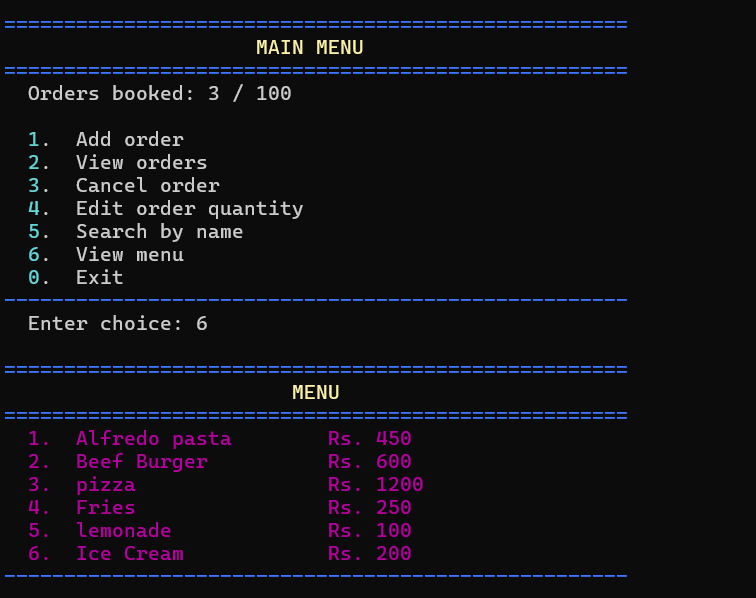 ====================================================
MAIN MENU
====================================================
Orders booked: 3 / 100
1. Add order
2. View orders
3. Cancel order
4. Edit order quantity
5. Search by name
6. View menu
0. Exit
----------------------------------------------------
Enter choice: 6
====================================================
MENU
====================================================
1. Alfredo pasta Rs. 450
2. Beef Burger Rs. 600
3. pizza Rs. 1200
4. Fries Rs. 250
5. lemonade Rs. 100
6. Ice Cream Rs. 200
----------------------------------------------------